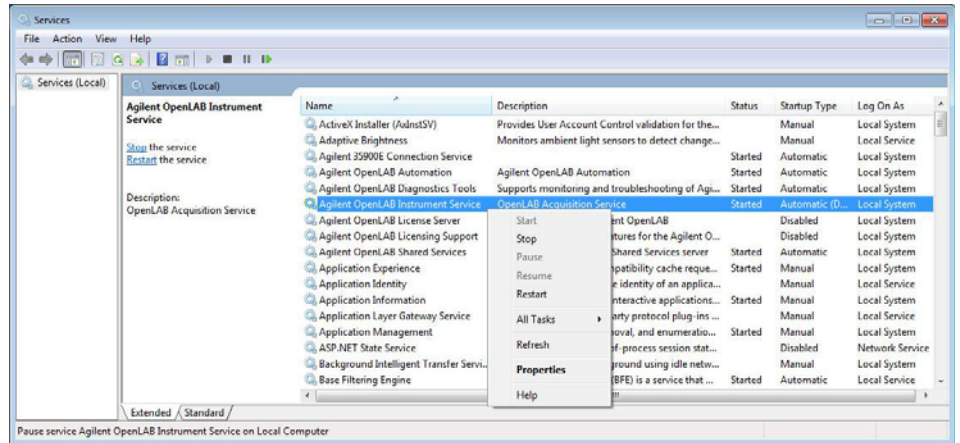 Services
File Action View Help
Services (Local)
Services (Local)
Agilent OpenLAB Instrument
Service
Stop the service
Restart the service
Description:
OpenLAB Acquisition Service
Name Description Status Startup Type Log On As
ActiveX Installer (AxInstSV) Provides User Account Control validation for the... Manual Local System
Adaptive Brightness Monitors ambient light sensors to detect change... Manual Local Service
Agilent 35900E Connection Service Started Automatic Local System
Agilent OpenLAB Automation Agilent OpenLAB Automation Started Automatic Local System
Agilent OpenLAB Diagnostics Tools Supports monitoring and troubleshooting of Agi... Started Automatic Local System
Agilent OpenLAB Instrument Service OpenLAB Acquisition Service Started Automatic (D... Local System
Agilent OpenLAB License Server OpenLAB Disabled Local System
Agilent OpenLAB Licensing Support for the Agilent O... Disabled Local System
Agilent OpenLAB Shared Services Shared Services server Started Automatic Local System
Application Experience cache reque... Started Manual Local System
Application Identity identity of an applica... Manual Local Service
Application Information interactive applications... Started Manual Local System
Application Layer Gateway Service protocol plug-ins ... Manual Local Service
Application Management and enumeratio... Started Manual Local System
ASP.NET State Service session stat... Disabled Network Service
Background Intelligent Transfer Servi... using idle netw... Manual Local System
Base Filtering Engine (BFE) is a service that ... Started Automatic Local Service
Start
Stop
Pause
Resume
Restart
All Tasks
Refresh
Properties
Help
Extended Standard
Pause service Agilent OpenLAB Instrument Service on Local Computer